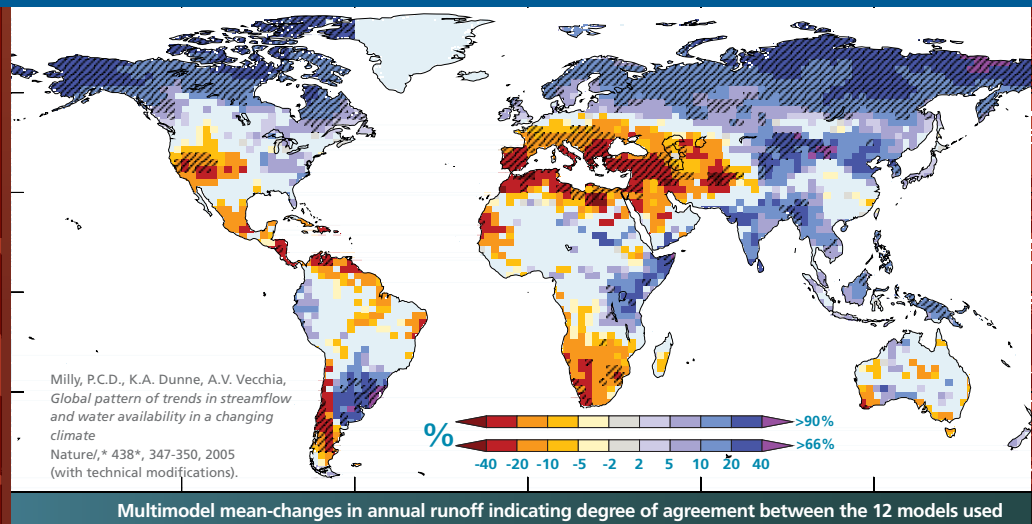 Milly, P.C.D., K.A. Dunne, A.V. Vecchia,
Global pattern of trends in streamflow
and water availability in a changing
climate
Nature/,* 438*, 347-350, 2005
(with technical modifications).
% >90%
>66%
-40 -20 -10 -5 -2 2 5 10 20 40
Multimodel mean-changes in annual runoff indicating degree of agreement between the 12 models used